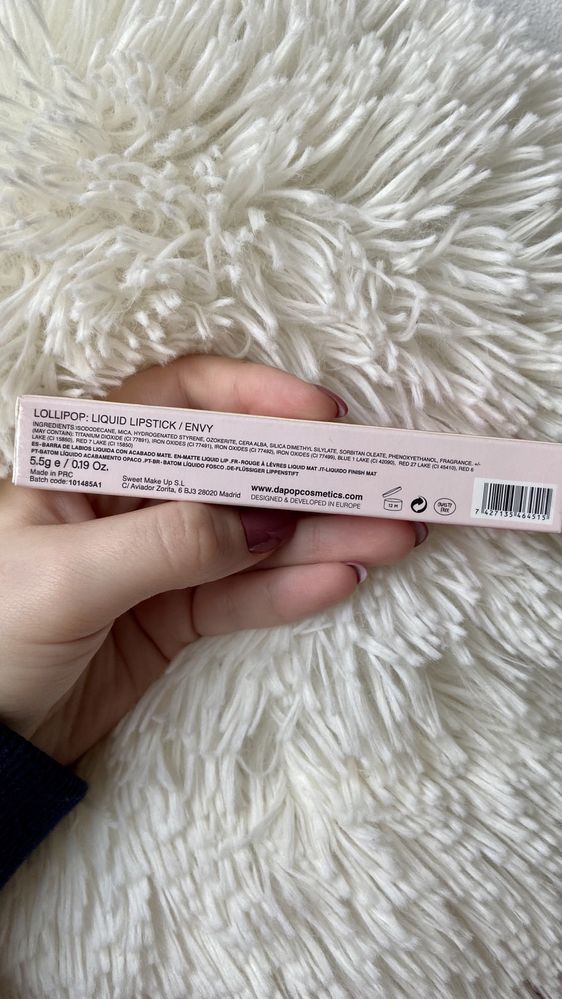 LOLLIPOP: LIQUID LIPSTICK / ENVY
INGREDIENTS:ISODODECANE, MICA, HYDROGENATED STYRENE, OZOKERITE, CERA ALBA, SILICA DIMETHYL SILYLATE, SORBITAN OLEATE, PHENOXYETHANOL, FRAGRANCE. +/-
(MAY CONTAIN): TITANIUM DIOXIDE (CI 77891), IRON OXIDES (CI 77491), IRON OXIDES (CI 77492), IRON OXIDES (CI 77499), BLUE 1 LAKE (CI 42090), RED 27 LAKE (CI 45410), RED 6
LAKE (CI 15850), RED 7 LAKE (CI 15850)
ES-BARRA DE LABIOS LIQUIDA CON ACABADO MATE. EN-MATTE LIQUID LIP .FR-ROUGE À LÈVRES LIQUID MAT .IT-LIQUIDO FINISH MAT
PT-BATOM LÍQUIDO ACABAMENTO OPACO .PT-BR- BATOM LÍQUIDO FOSCO .DE-FLÜSSIGER LIPPENSTIFT
5.5g e / 0.19 Oz.
Made in PRC
Batch code: 101485A1
Sweet Make Up S.L
C/ Aviador Zorita, 6 BJ3 28020 Madrid
www.dapopcosmetics.com
DESIGNED & DEVELOPED IN EUROPE
12 M
CRUELTY
FREE
7 427135 464515